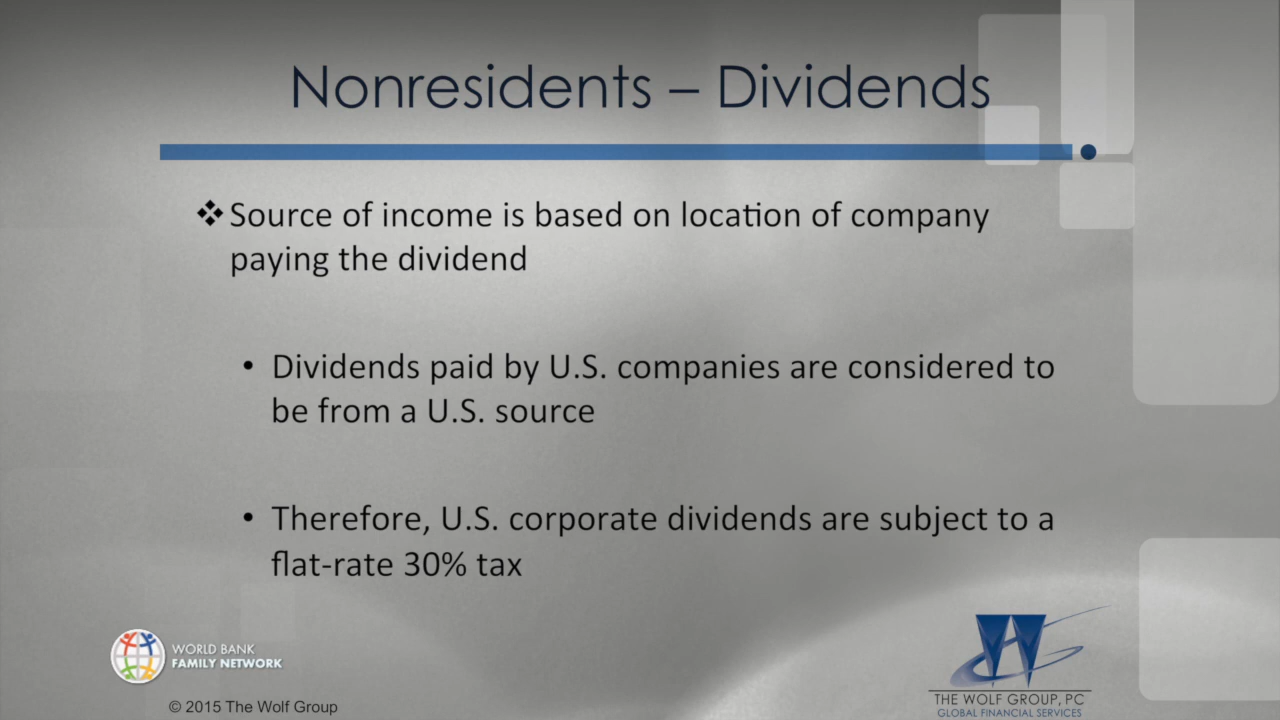 Nonresidents – Dividends
❖ Source of income is based on location of company
paying the dividend
• Dividends paid by U.S. companies are considered to
be from a U.S. source
• Therefore, U.S. corporate dividends are subject to a
flat-rate 30% tax
WORLD BANK
FAMILY NETWORK
© 2015 The Wolf Group
THE WOLF GROUP, PC
GLOBAL FINANCIAL SERVICES